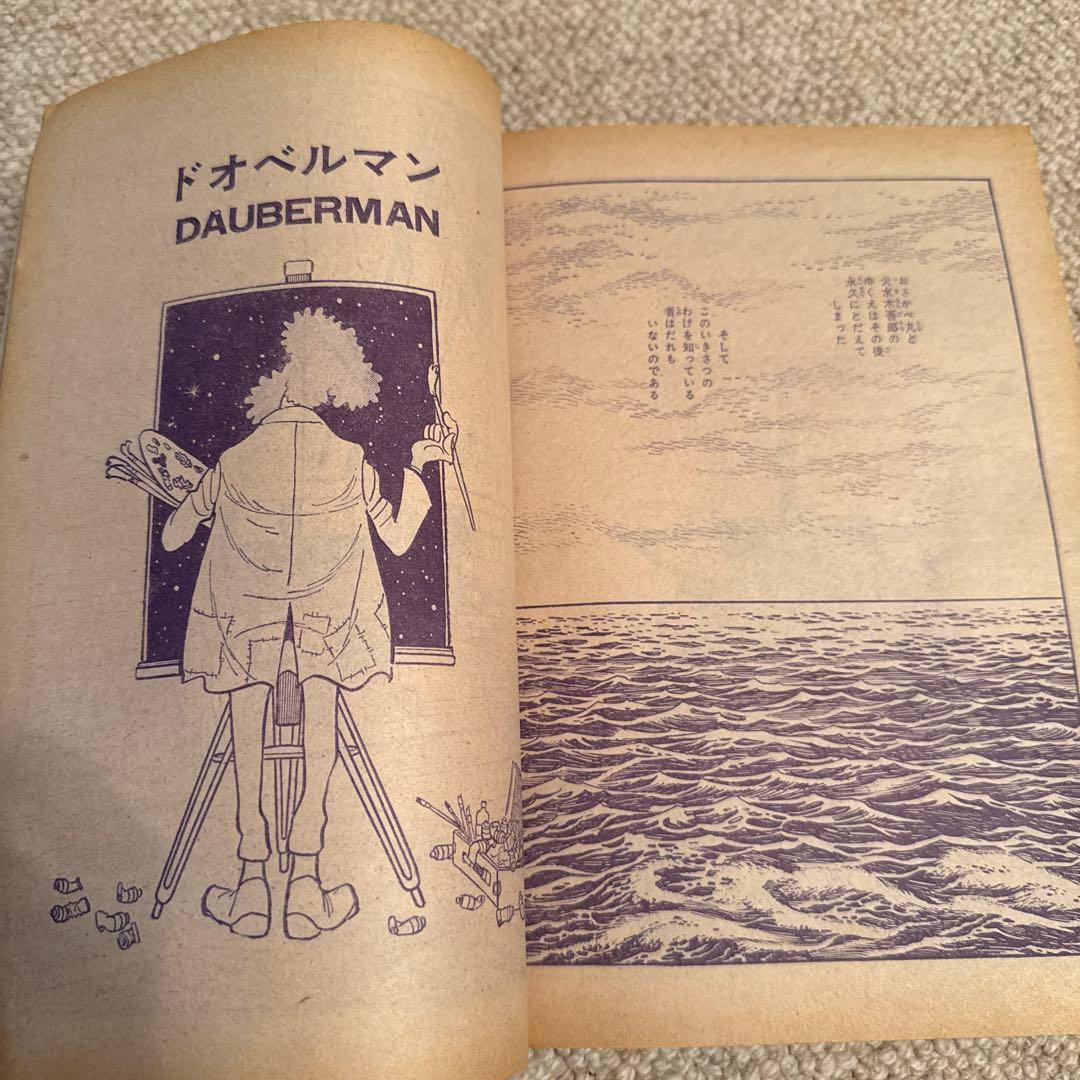 おさかべ丸と
火水木吾郎の
ゆくえはその後
永久にとだえて
しまった
そして
このいきさつの
わけを知っている
者はだれも
いないのである
ドオベルマン
DAUBERMAN